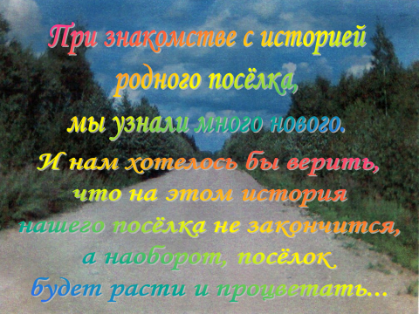 При знакомстве с историей
родного посёлка,
мы узнали много нового.
И нам хотелось бы верить,
что на этом история
нашего посёлка не закончится,
а наоборот, посёлок
будет расти и процветать...